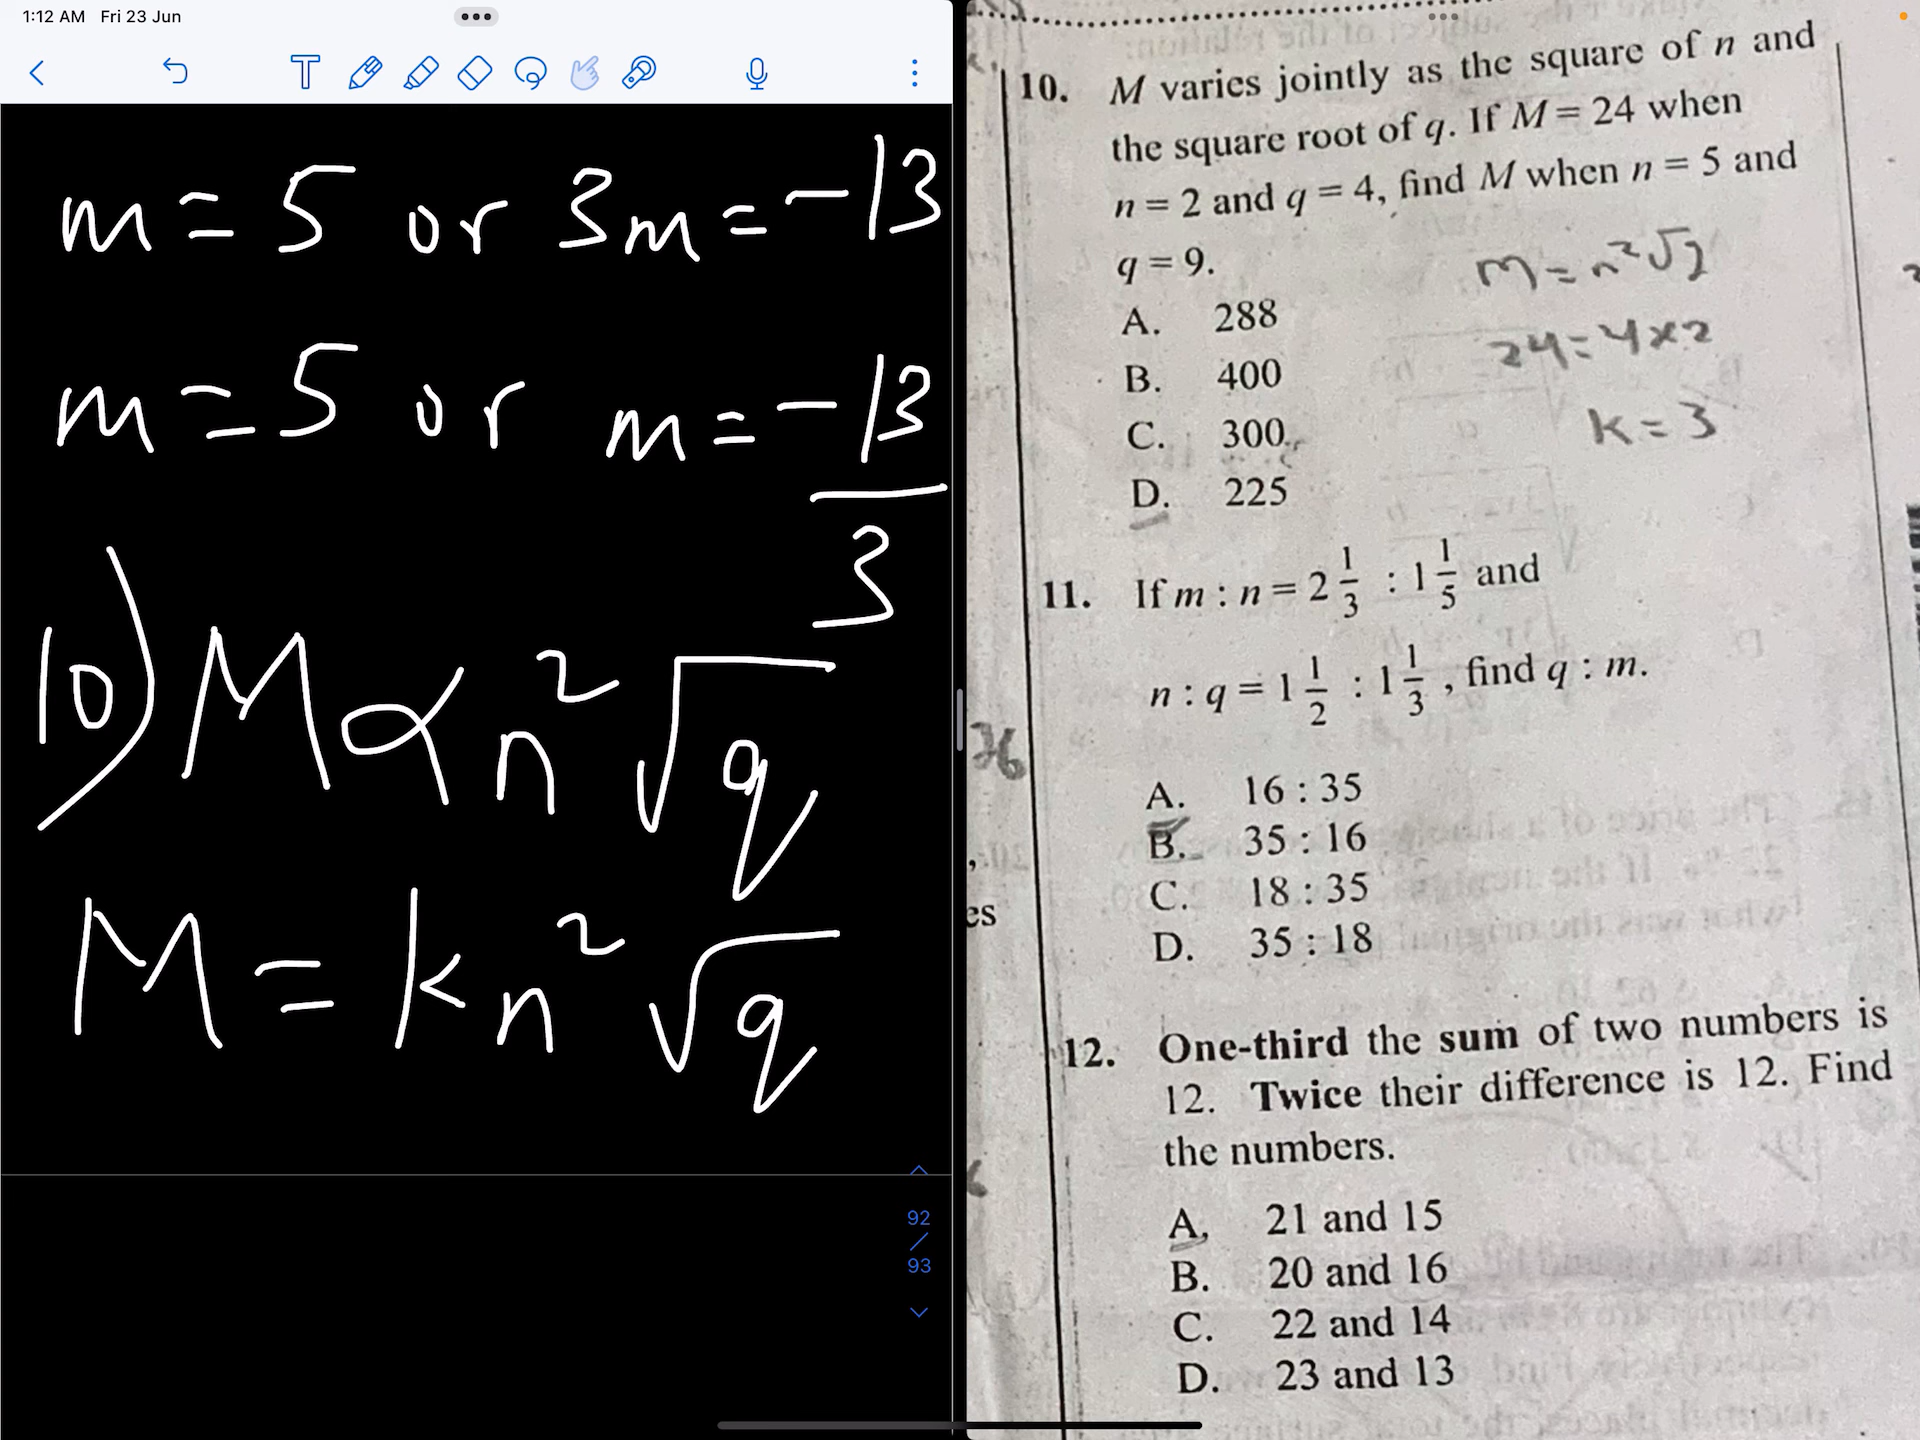 1:12 AM Fri 23 Jun
T
m = 5 or 3m = -13
m = 5 or m = -13
3
10) M ∝ n² √q
M = kn² √q
92
/
93
10. M varies jointly as the square of n and
the square root of q. If M = 24 when
n = 2 and q = 4, find M when n = 5 and
q = 9.
m = n²√2
A. 288
24 = 4×2
B. 400
k = 3
C. 300
D. 225
11. If m : n = 2 1/3 : 1 1/5 and
n : q = 1 1/2 : 1 1/3, find q : m.
36
A. 16 : 35
B. 35 : 16
C. 18 : 35
es
D. 35 : 18
12. One-third the sum of two numbers is
12. Twice their difference is 12. Find
the numbers.
A. 21 and 15
B. 20 and 16
C. 22 and 14
D. 23 and 13